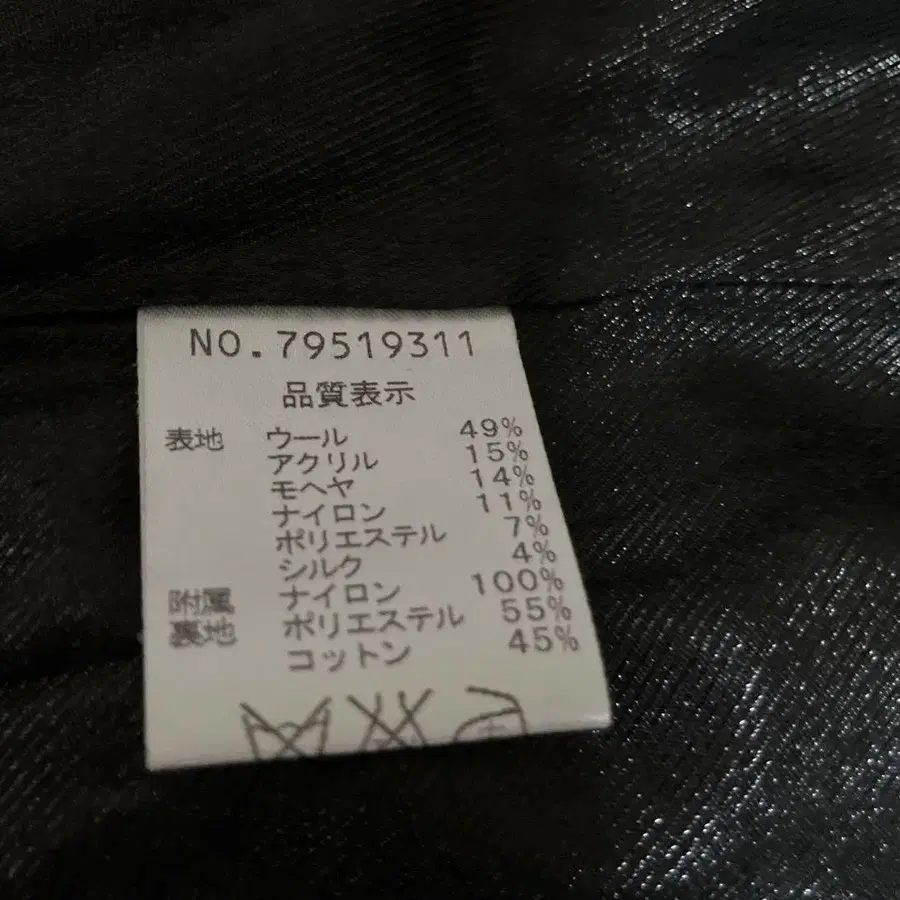 NO.79519311
品質表示
表地 ウール 49%
アクリル 15%
モヘヤ 14%
ナイロン 11%
ポリエステル 7%
シルク 4%
附属 ナイロン 100%
裏地 ポリエステル 55%
コットン 45%